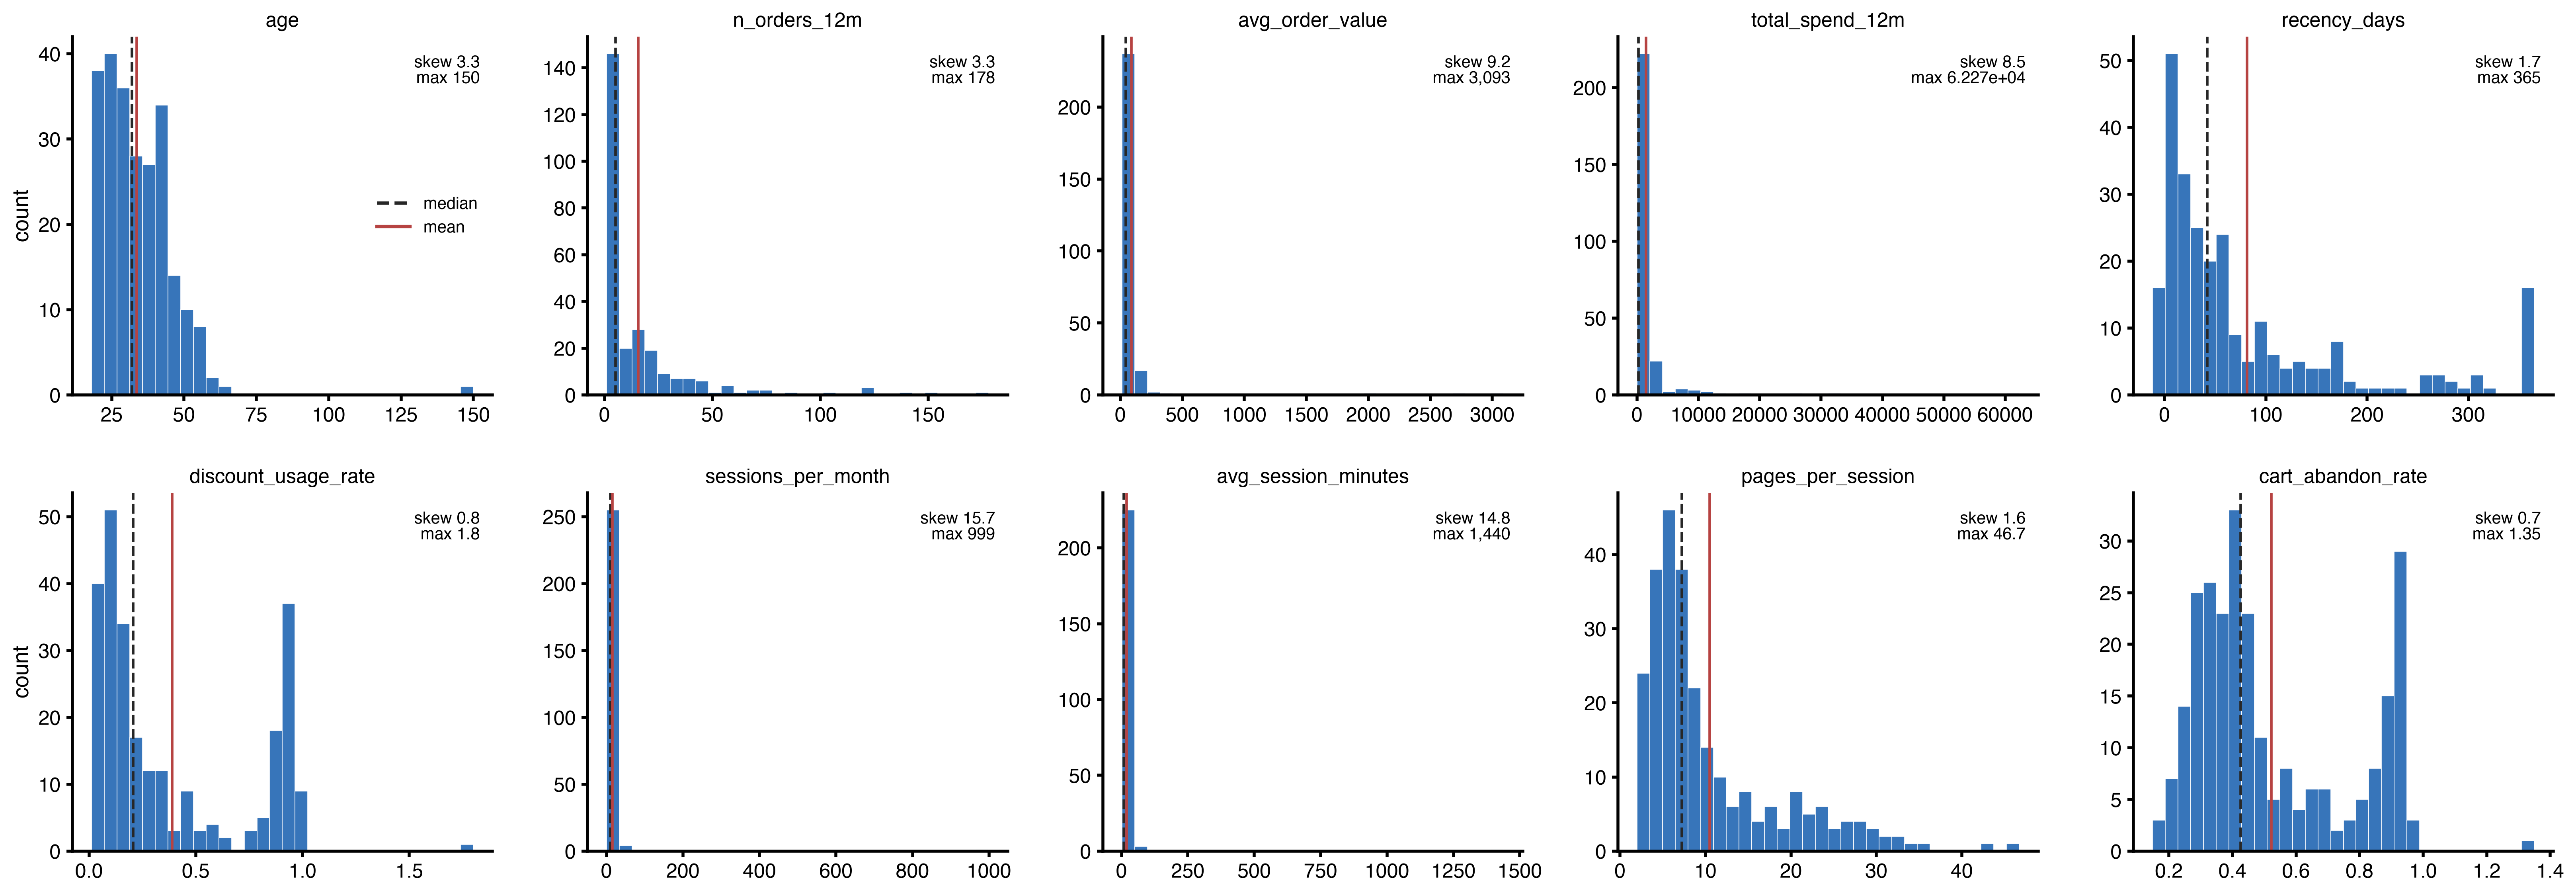 age
n_orders_12m
avg_order_value
total_spend_12m
recency_days
skew 3.3
max 150
skew 3.3
max 178
skew 9.2
max 3,093
skew 8.5
max 6.227e+04
skew 1.7
max 365
median
mean
count
40
30
20
10
0
25 50 75 100 125 150
140
120
100
80
60
40
20
0
0 50 100 150
200
150
100
50
0
0 500 1000 1500 2000 2500 3000
200
150
100
50
0
0 10000 20000 30000 40000 50000 60000
50
40
30
20
10
0
0 100 200 300
discount_usage_rate
sessions_per_month
avg_session_minutes
pages_per_session
cart_abandon_rate
skew 0.8
max 1.8
skew 15.7
max 999
skew 14.8
max 1,440
skew 1.6
max 46.7
skew 0.7
max 1.35
count
50
40
30
20
10
0
0.0 0.5 1.0 1.5
250
200
150
100
50
0
0 200 400 600 800 1000
200
150
100
50
0
0 250 500 750 1000 1250 1500
40
30
20
10
0
0 10 20 30 40
30
25
20
15
10
5
0
0.2 0.4 0.6 0.8 1.0 1.2 1.4